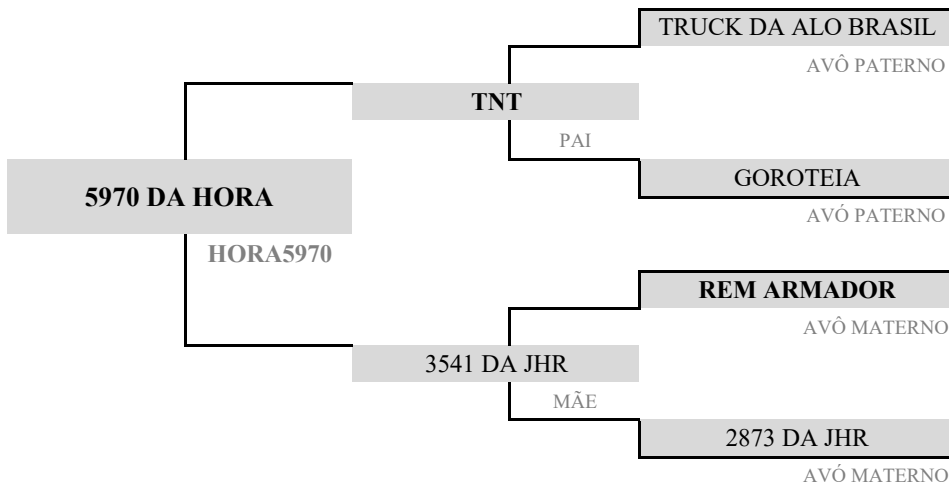 TRUCK DA ALO BRASIL
AVÔ PATERNO
TNT
PAI
GOROTEIA
AVÓ PATERNO
5970 DA HORA
HORA5970
REM ARMADOR
AVÔ MATERNO
3541 DA JHR
MÃE
2873 DA JHR
AVÓ MATERNO